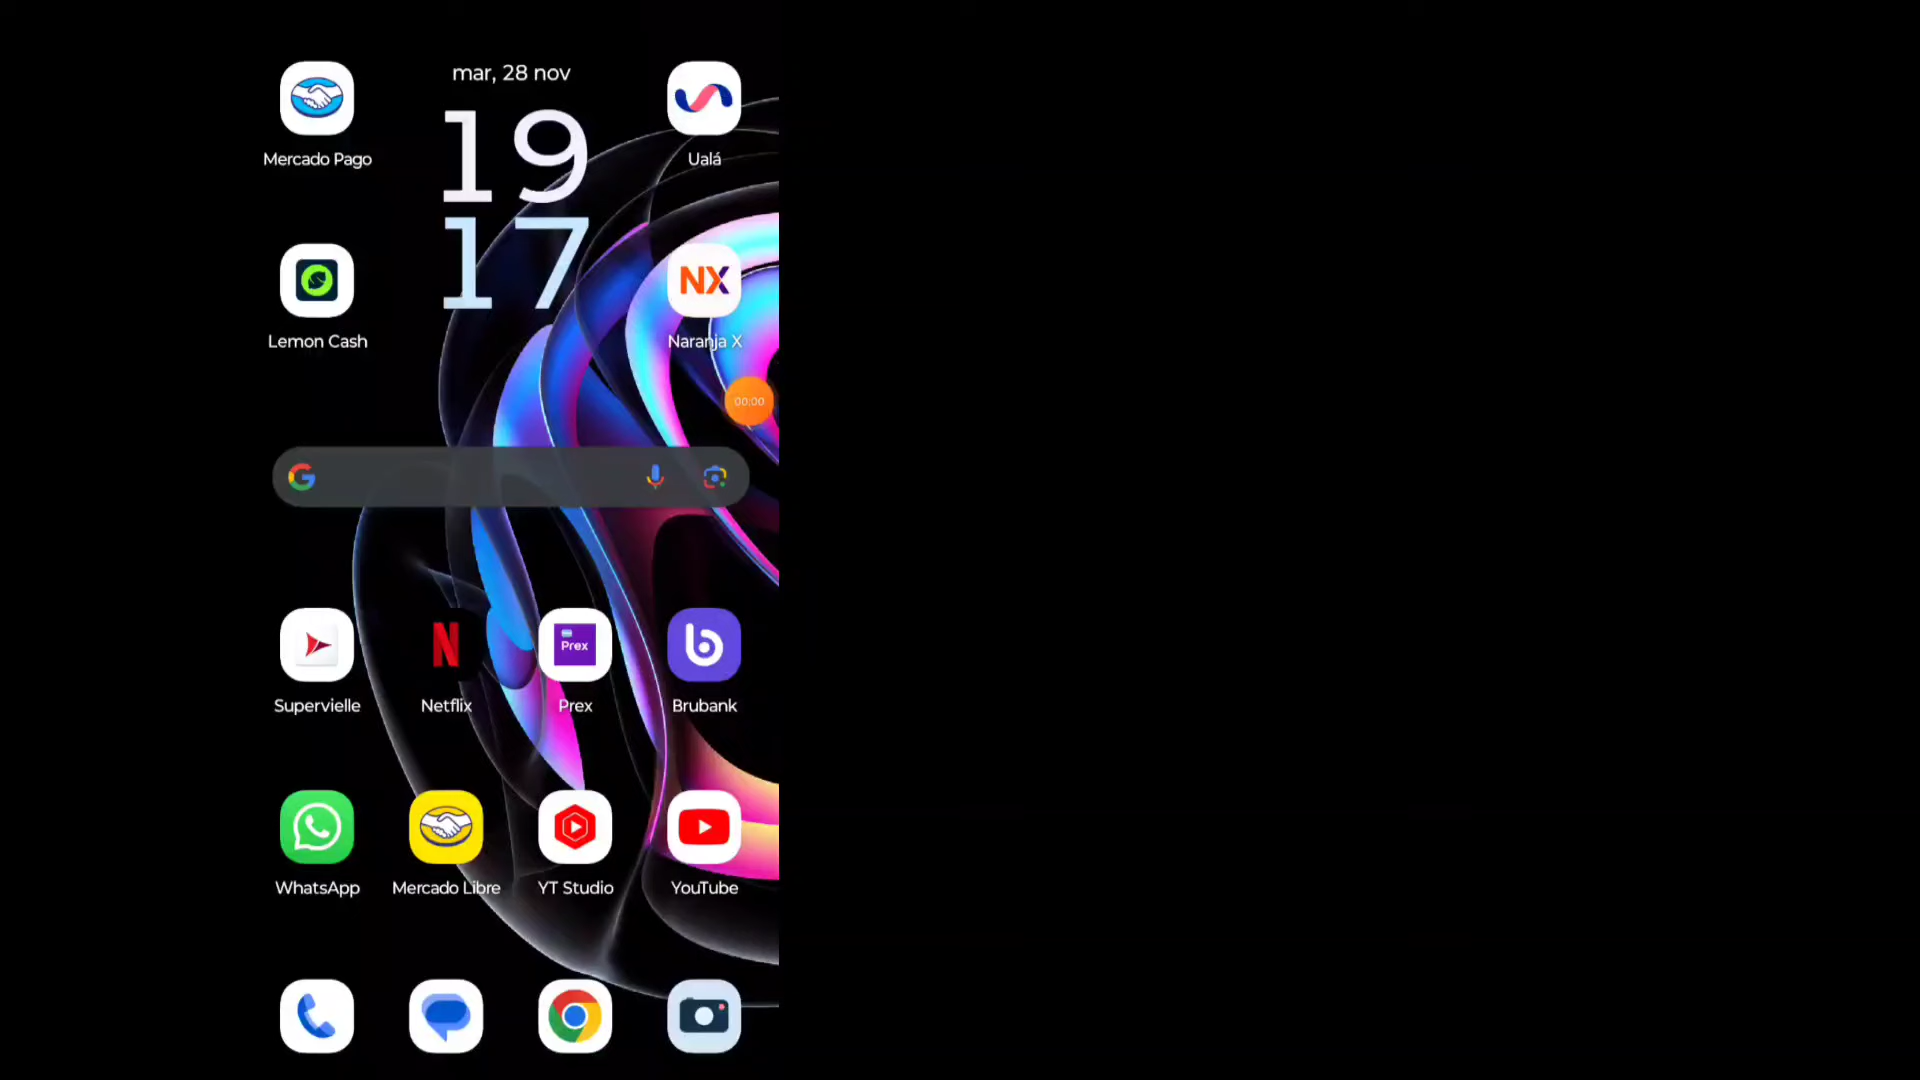 mar, 28 nov
19
17
Mercado Pago
Ualá
NX
Lemon Cash
Naranja X
00:00
Prex
Supervielle
Netflix
Prex
Brubank
WhatsApp
Mercado Libre
YT Studio
YouTube